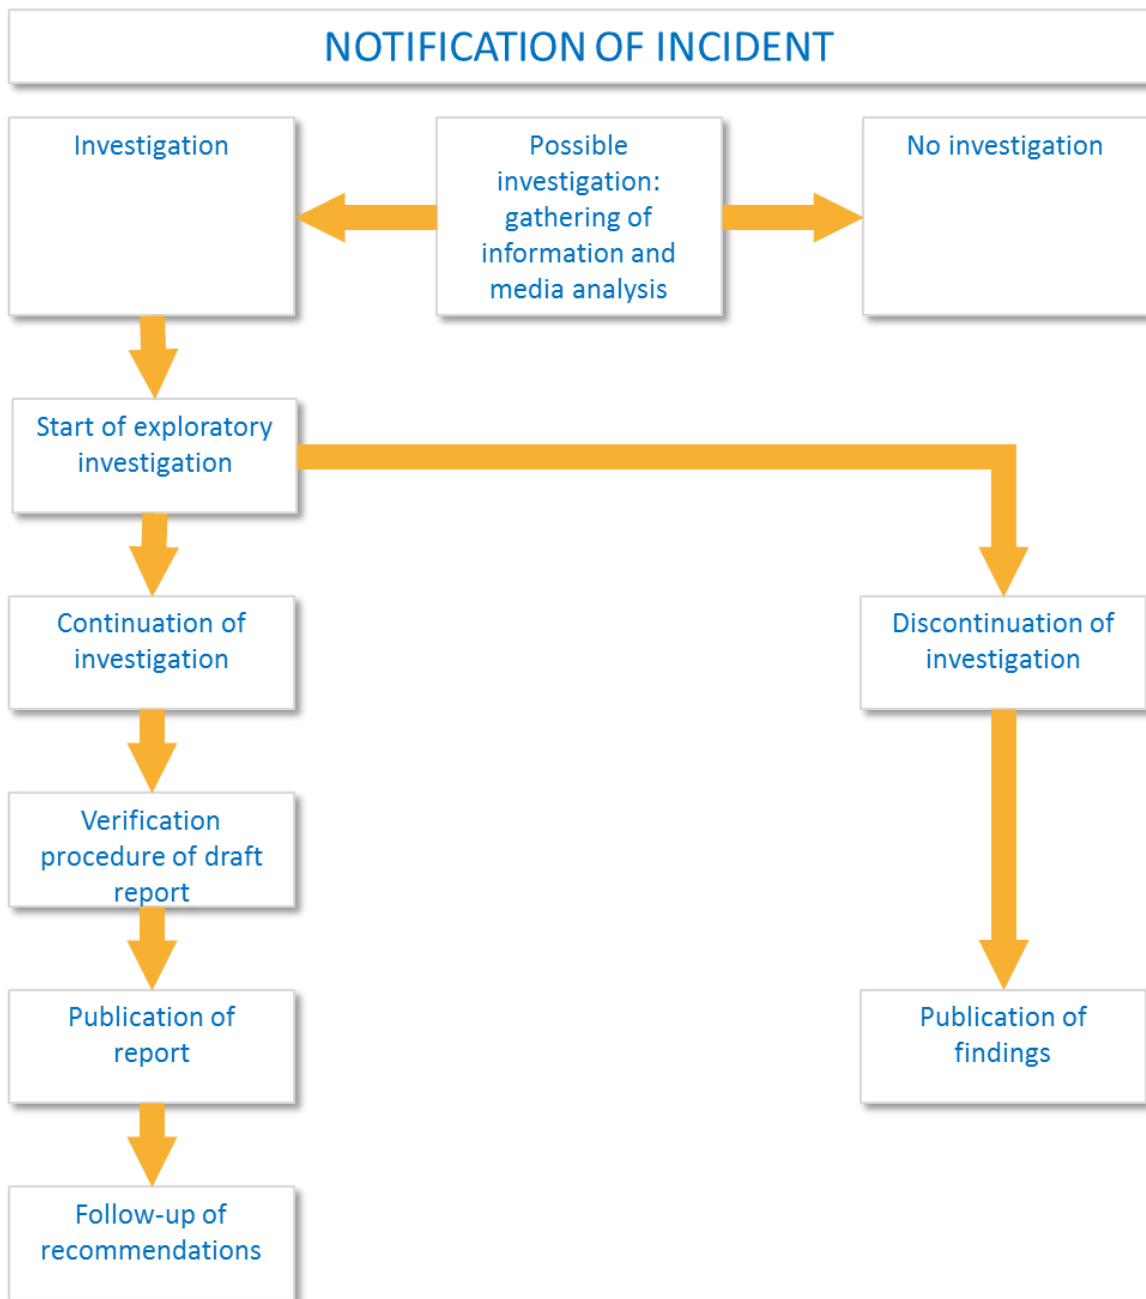 NOTIFICATION OF INCIDENT
Investigation
Possible
investigation:
gathering of
information and
media analysis
No investigation
Start of exploratory
investigation
Continuation of
investigation
Discontinuation of
investigation
Verification
procedure of draft
report
Publication of
report
Publication of
findings
Follow-up of
recommendations